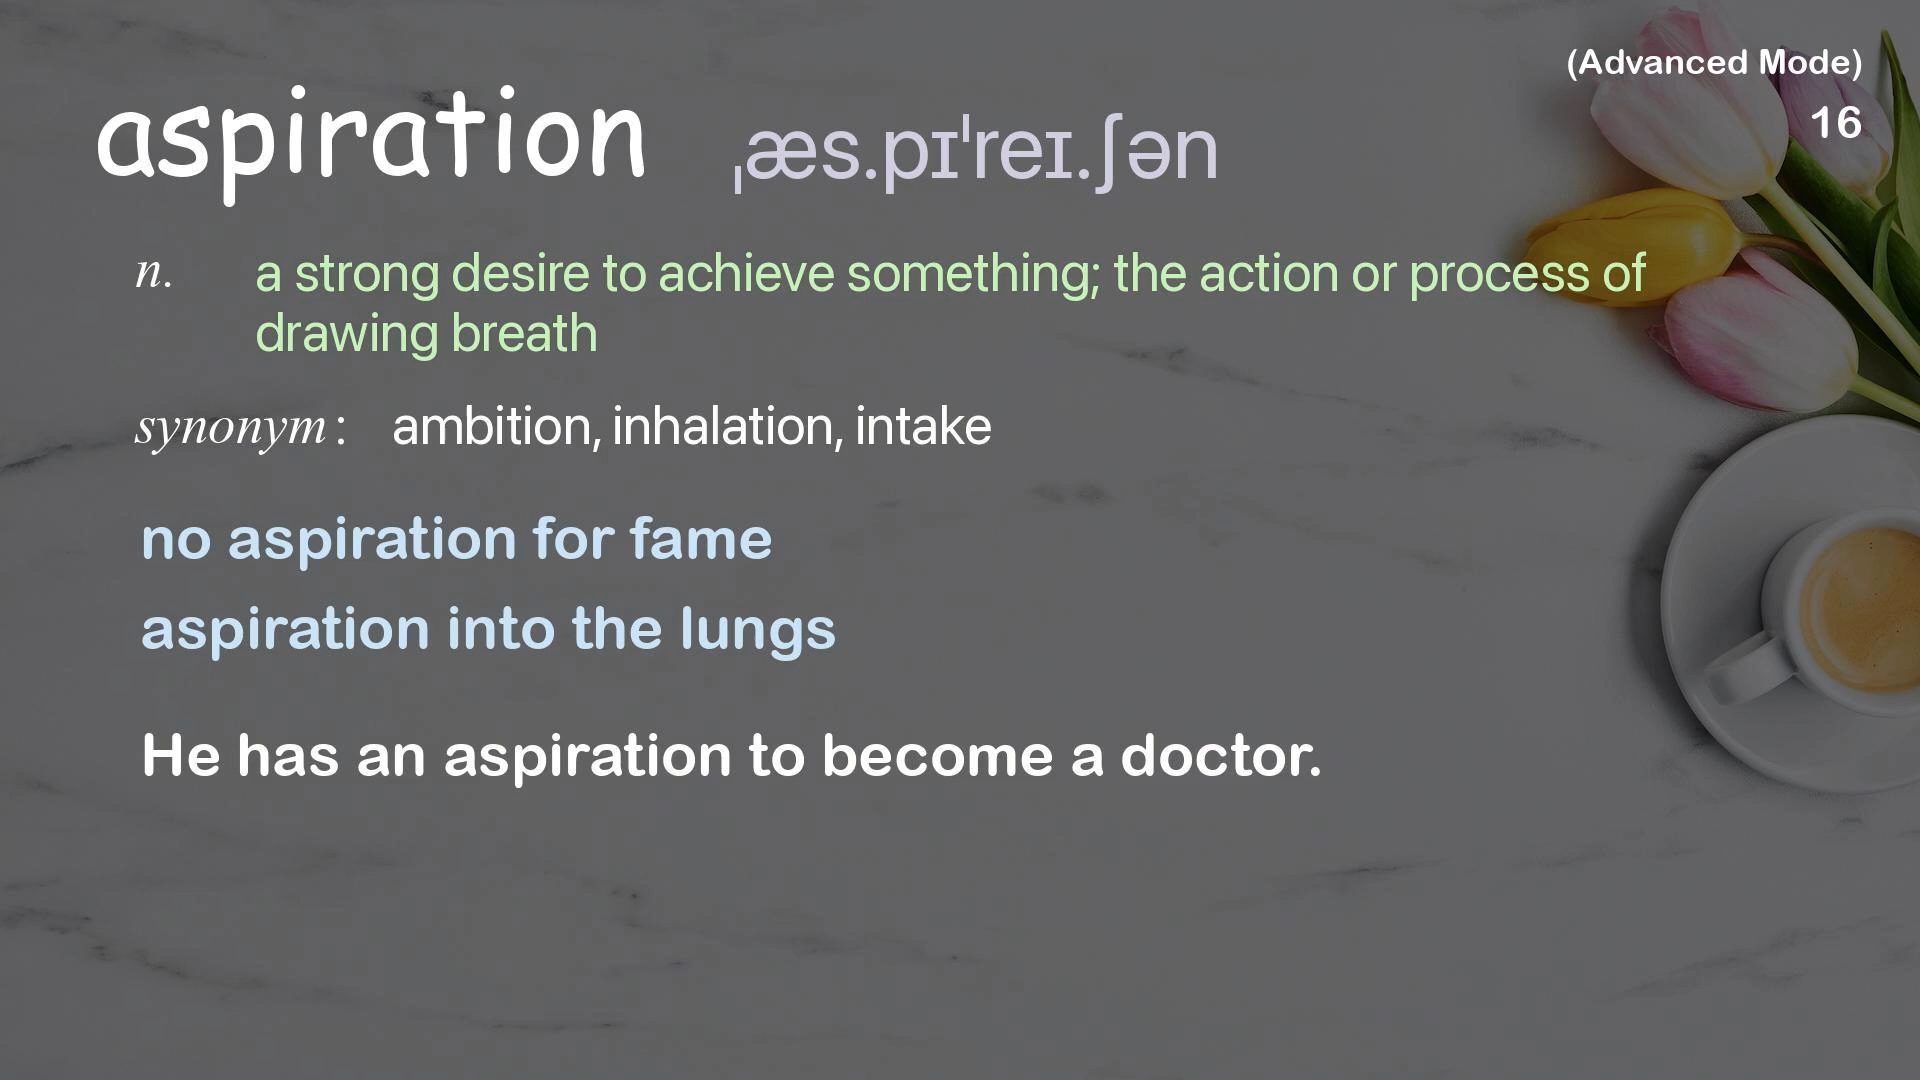 (Advanced Mode)
16
aspiration ˌæs.pɪˈreɪ.ʃən
n. a strong desire to achieve something; the action or process of
drawing breath
synonym: ambition, inhalation, intake
no aspiration for fame
aspiration into the lungs
He has an aspiration to become a doctor.